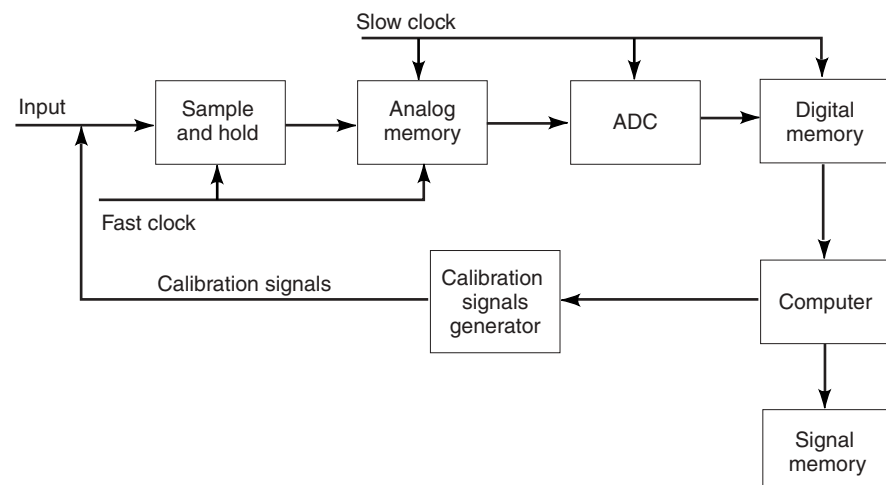 Slow clock
Input
Sample
and hold
Analog
memory
ADC
Digital
memory
Fast clock
Calibration signals
Calibration
signals
generator
Computer
Signal
memory